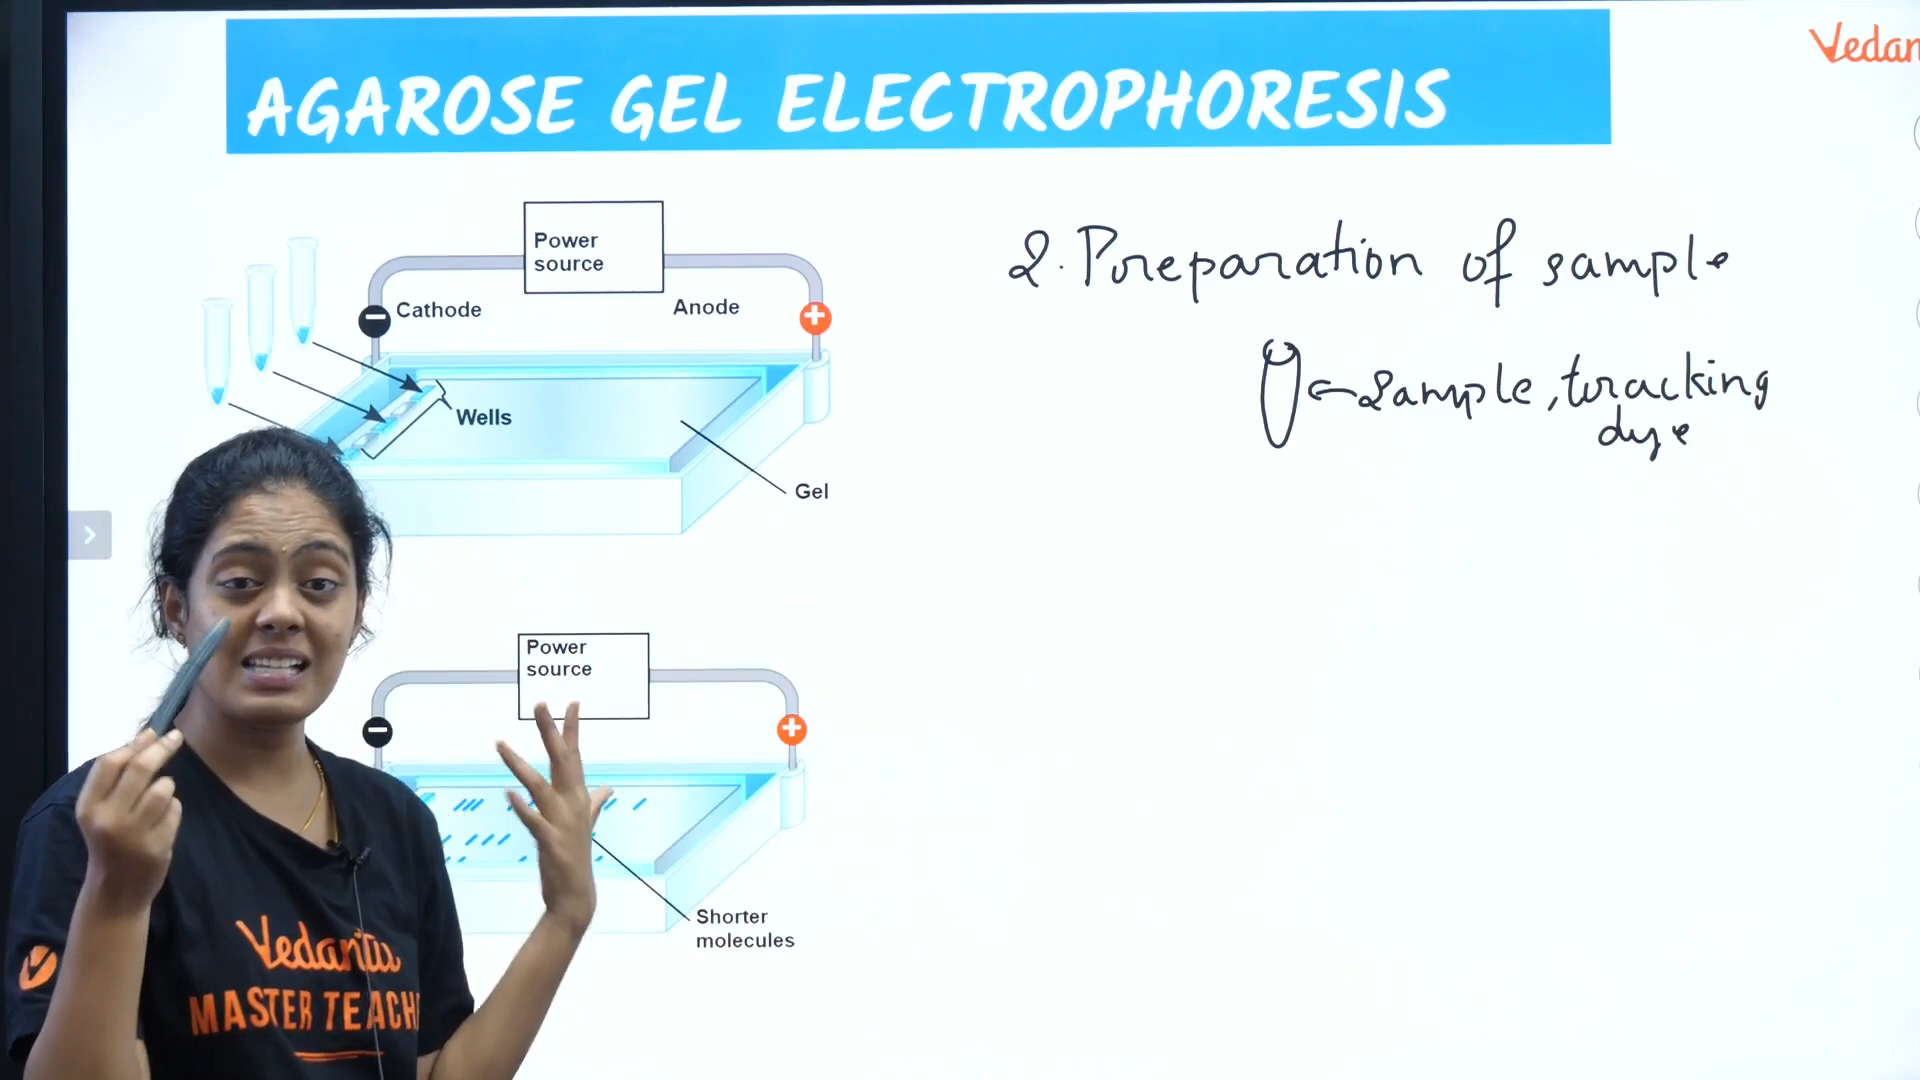 AGAROSE GEL ELECTROPHORESIS
Vedan
Power
source
Cathode
Anode
Wells
Gel
2. Preparation of sample
Sample, tracking
dye
Power
source
Shorter
molecules
Vedantu
MASTER TEACH